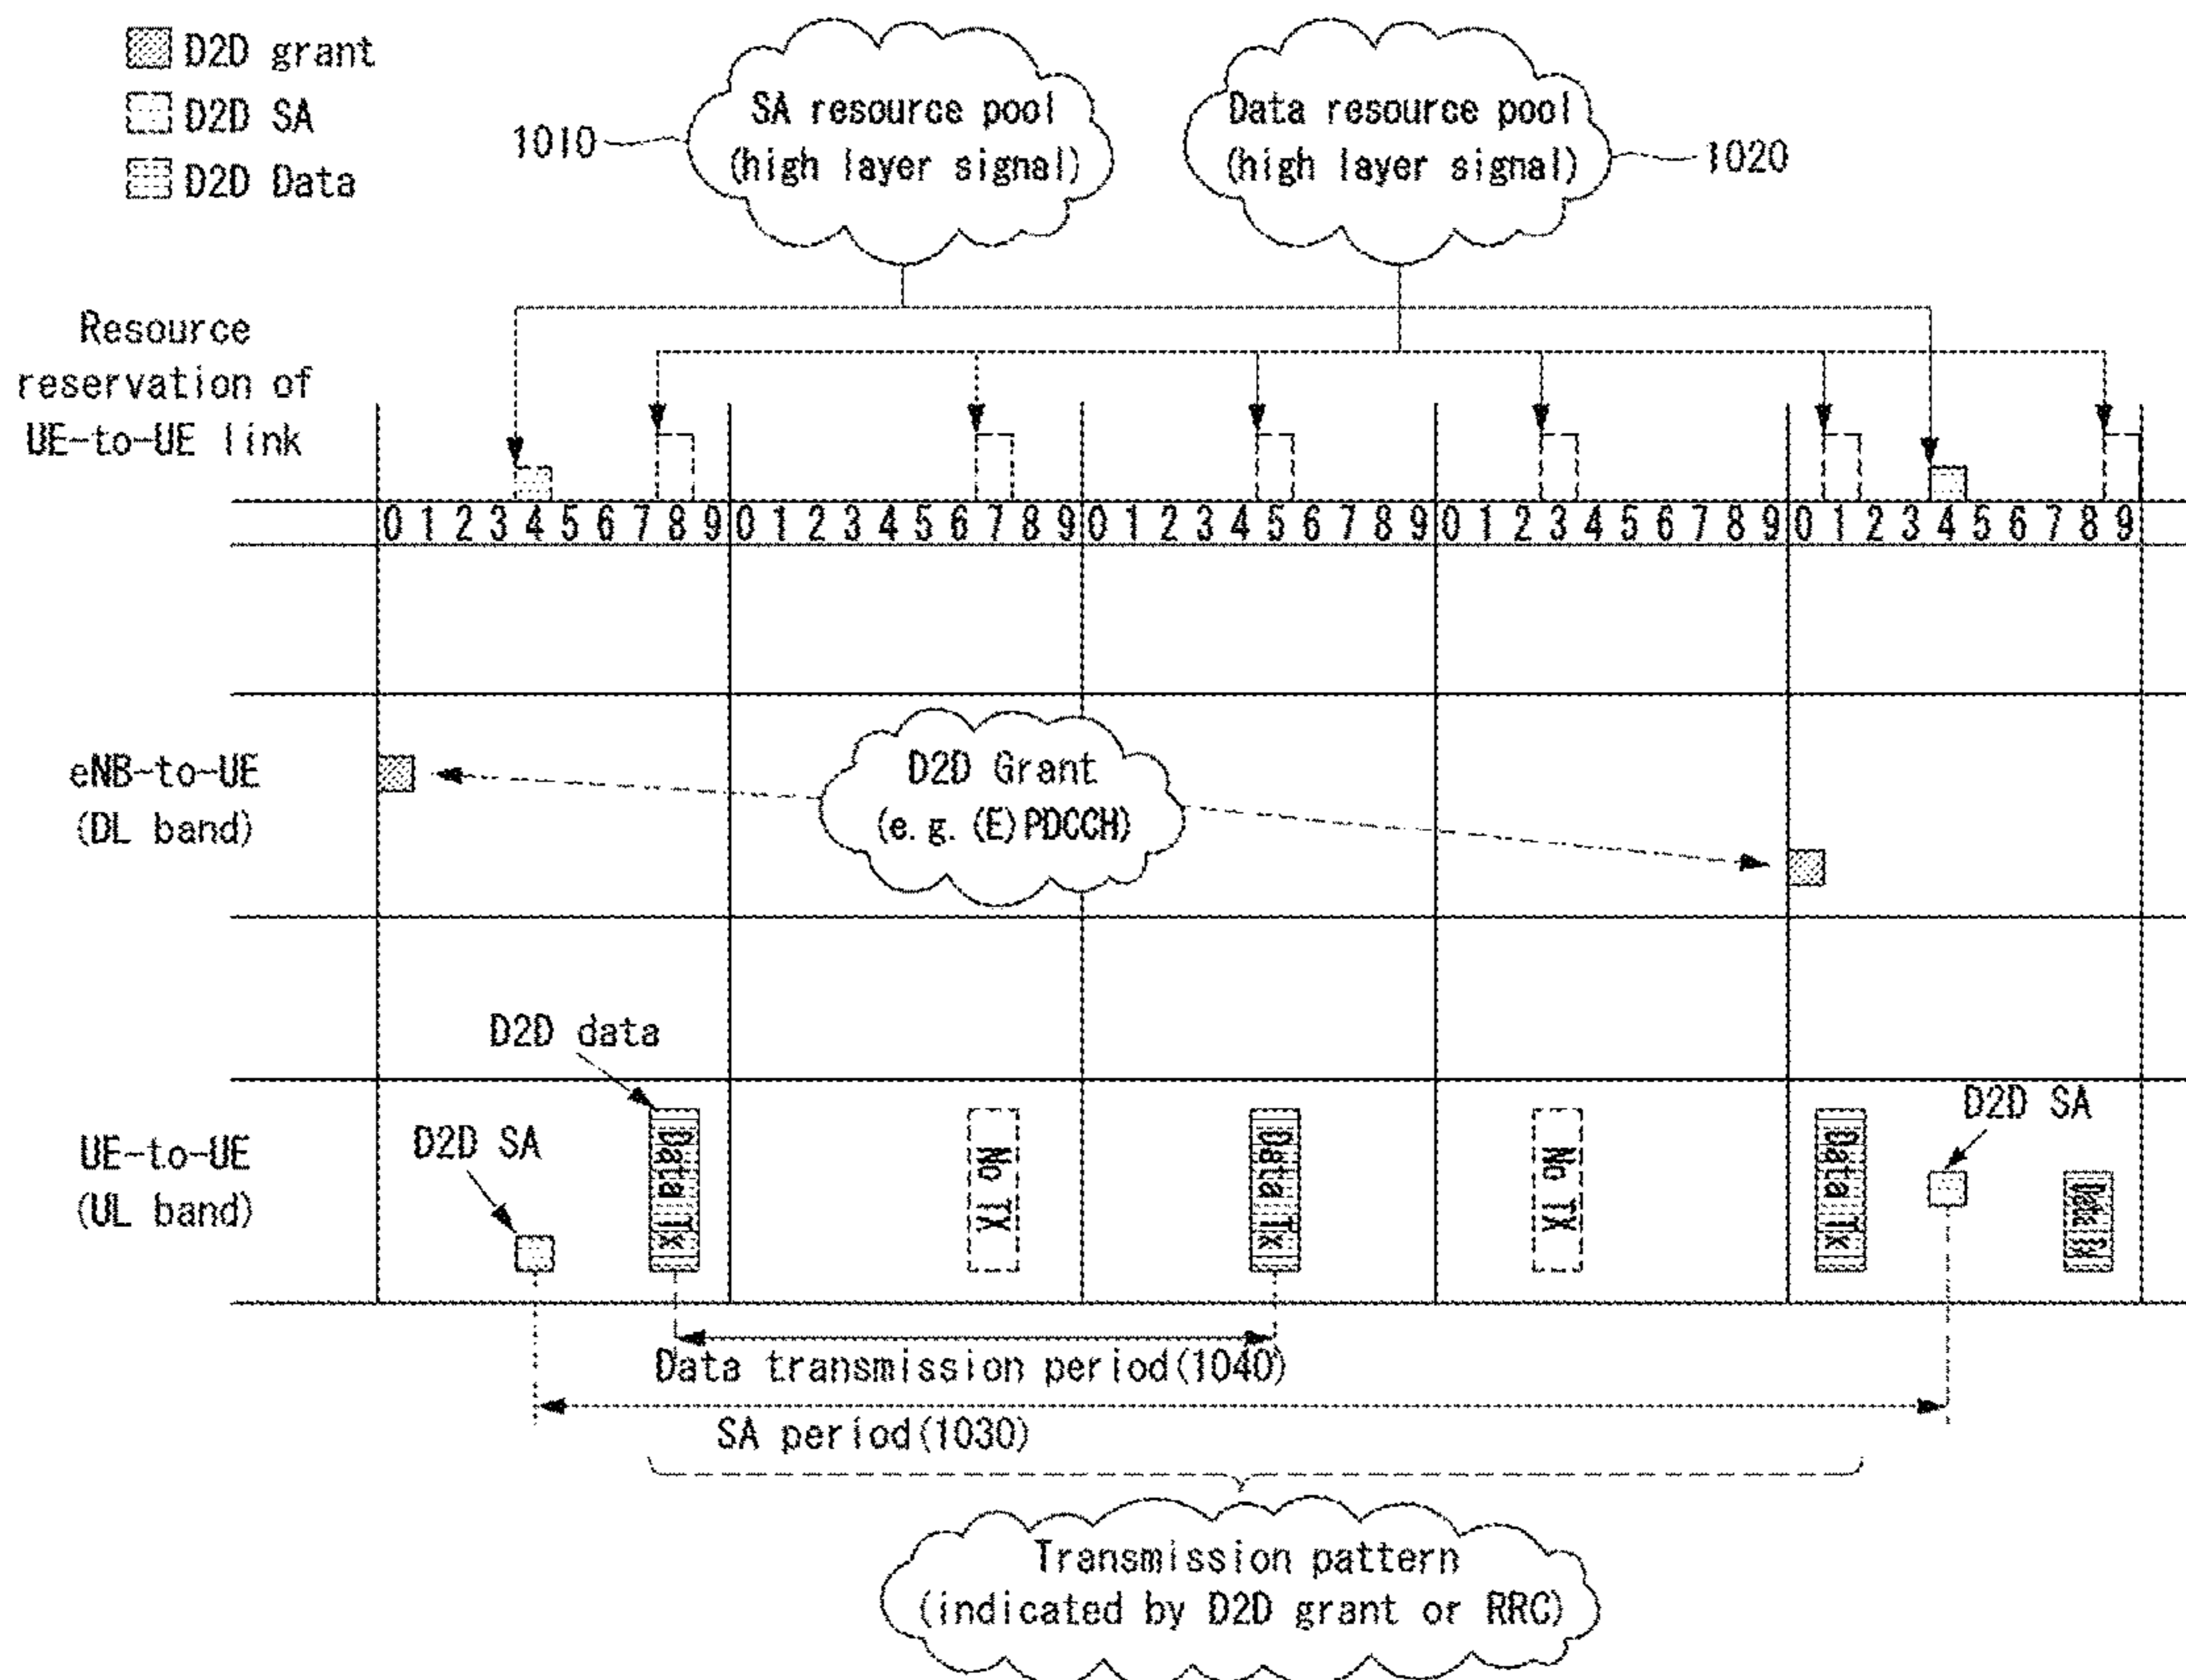 D2D grant
D2D SA
D2D Data
SA resource pool
(high layer signal)
1010
Data resource pool
(high layer signal)
1020
Resource
reservation of
UE-to-UE link
0 1 2 3 4 5 6 7 8 9 0 1 2 3 4 5 6 7 8 9 0 1 2 3 4 5 6 7 8 9 0 1 2 3 4 5 6 7 8 9 0 1 2 3 4 5 6 7 8 9
eNB-to-UE
(DL band)
D2D Grant
(e.g. (E)PDCCH)
D2D data
D2D SA
D2D SA
UE-to-UE
(UL band)
Data Tx
No TX
Data Tx
No TX
Data Tx
Data Tx
Data transmission period(1040)
SA period(1030)
Transmission pattern
(indicated by D2D grant or RRC)